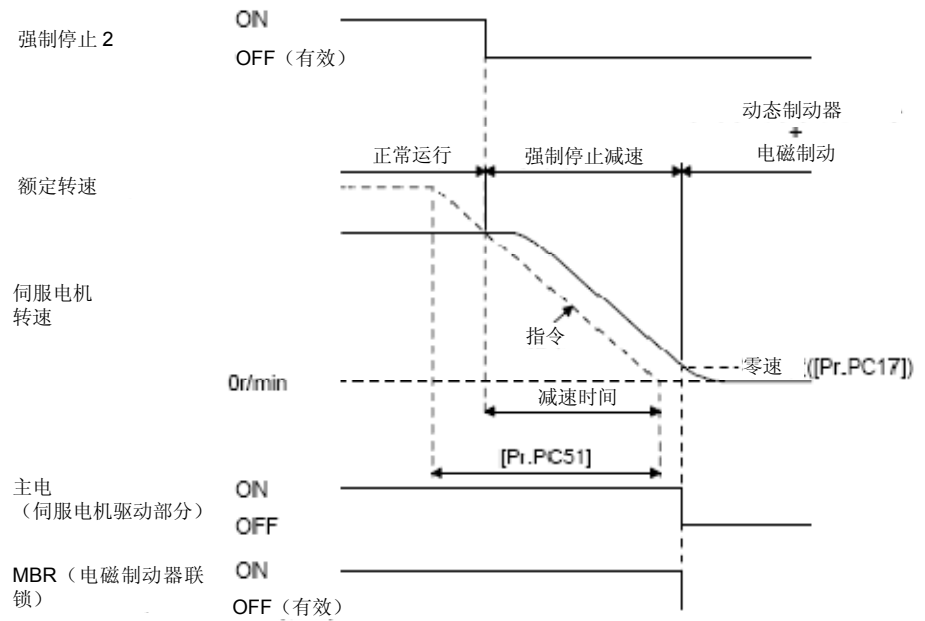 ON
强制停止 2
OFF（有效）
动态制动器
+
电磁制动
正常运行
强制停止减速
额定转速
伺服电机
转速
指令
零速 ([Pr.PC17])
0r/min
减速时间
[Pr.PC51]
主电
（伺服电机驱动部分）
ON
OFF
MBR（电磁制动器联
锁）
ON
OFF（有效）